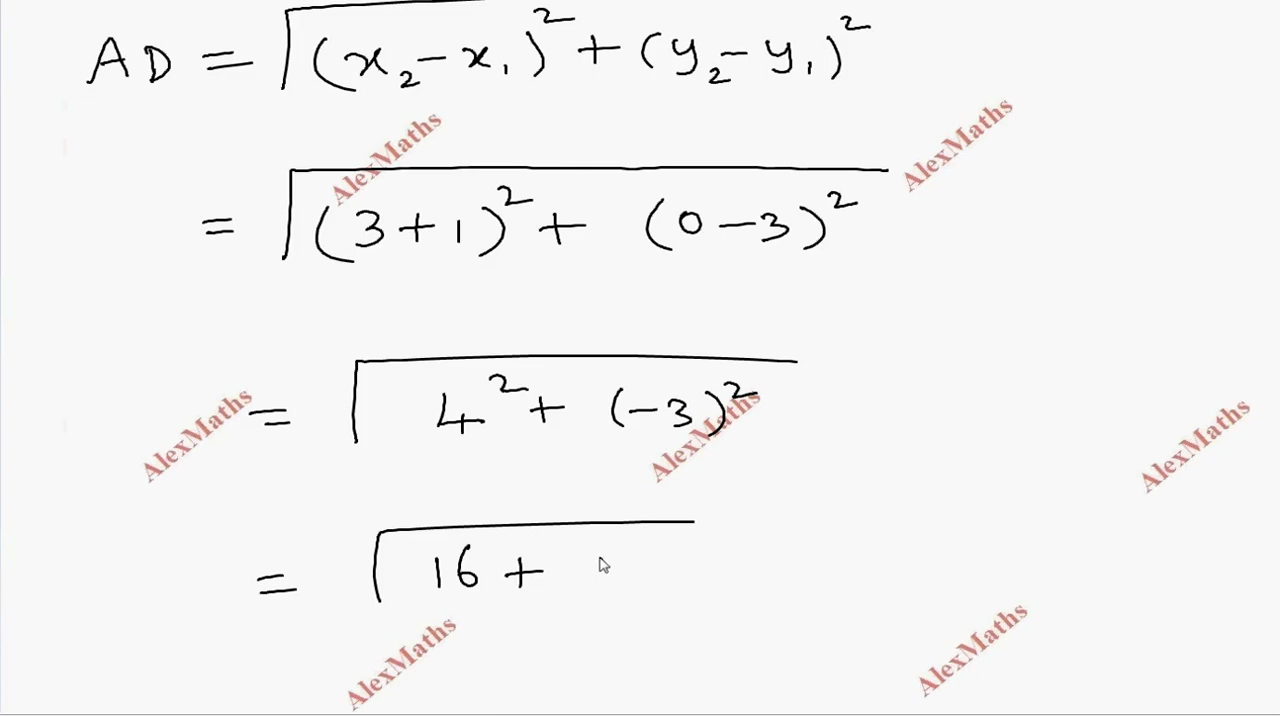 AD = √(x₂ - x₁)² + (y₂ - y₁)²
AlexMaths
AlexMaths
= √(3+1)² + (0-3)²
= √4² + (-3)²
AlexMaths
AlexMaths
AlexMaths
= √16 +
AlexMaths
AlexMaths